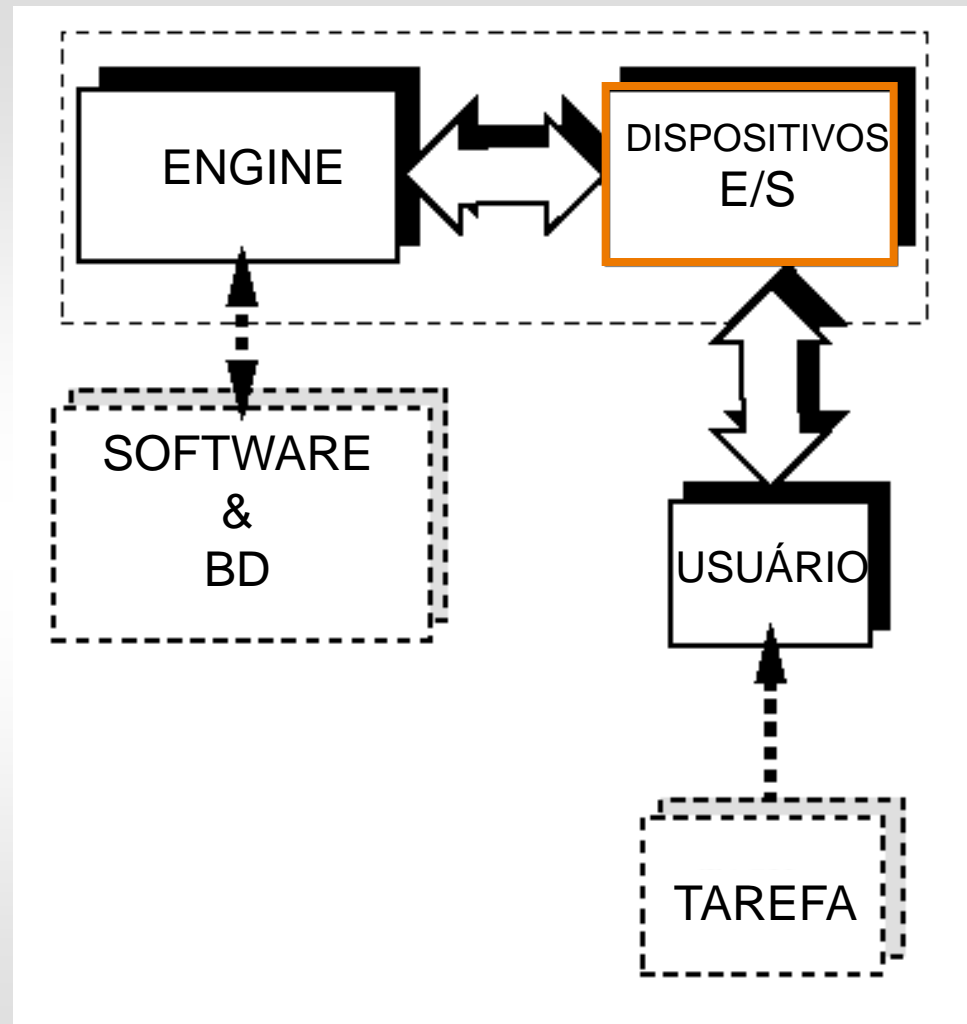 ENGINE
DISPOSITIVOS
E/S
SOFTWARE
&
BD
USUÁRIO
TAREFA